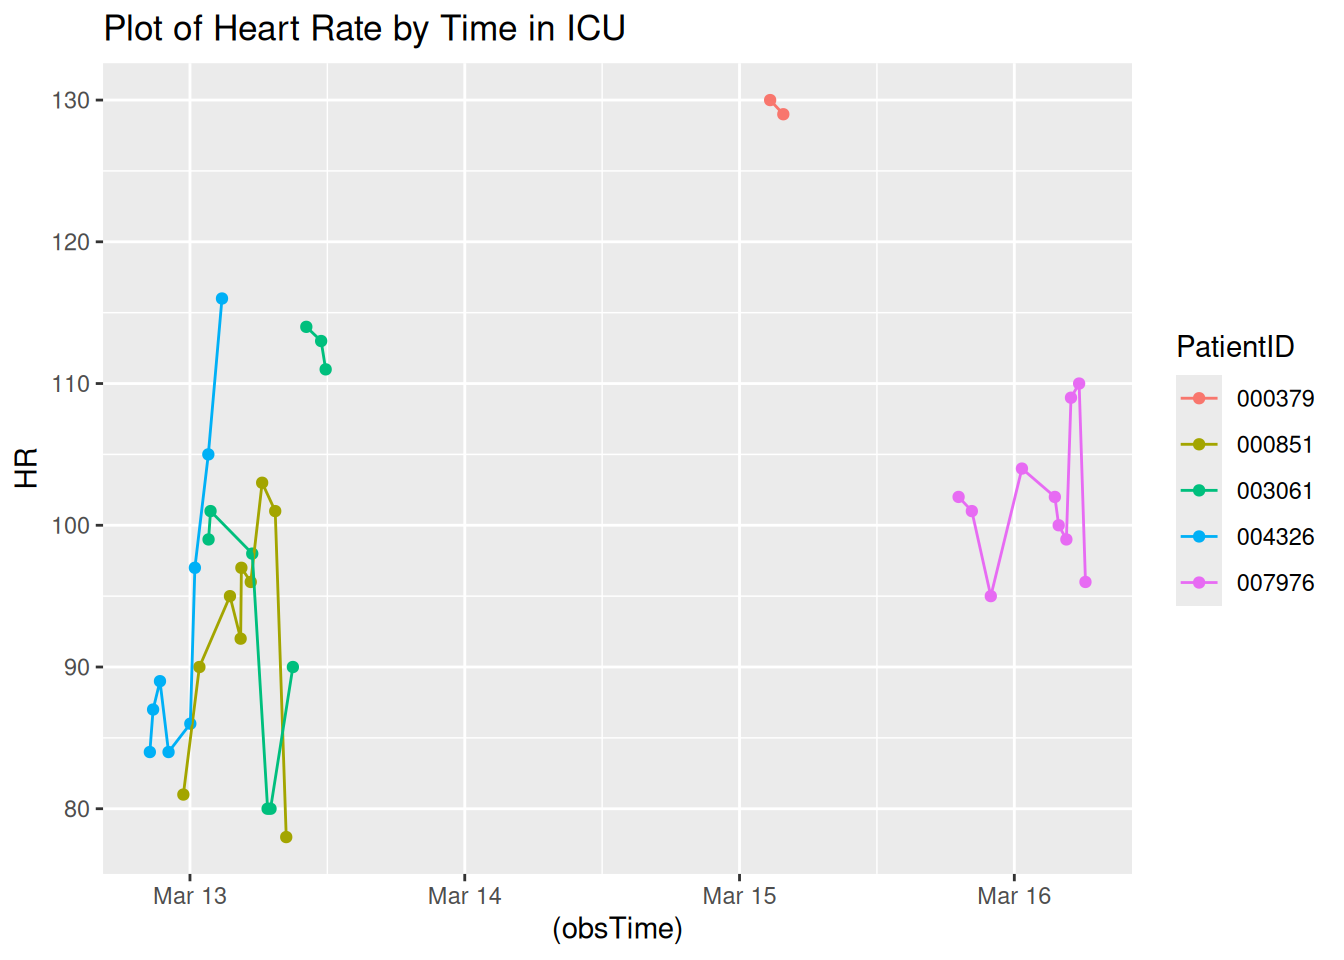 Plot of Heart Rate by Time in ICU
130
120
110
100
90
80
HR
Mar 13
Mar 14
Mar 15
Mar 16
(obsTime)
PatientID
000379
000851
003061
004326
007976